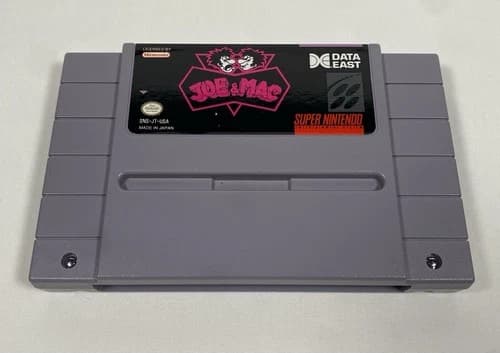 LICENSED BY
Nintendo
JOE & MAC
DATA
EAST
SNS-JT-USA
MADE IN JAPAN
SUPER NINTENDO